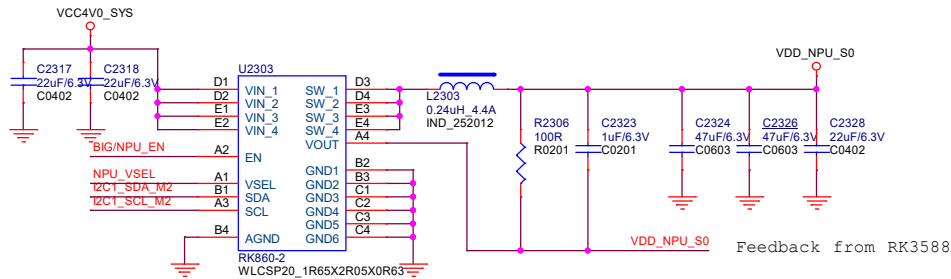 VCC4V0_SYS
VDD_NPU_S0
C2317
22uF/6.3V
C0402
C2318
22uF/6.3V
C0402
U2303
D1
D2
E1
E2
VIN_1
VIN_2
VIN_3
VIN_4
SW_1
SW_2
SW_3
SW_4
VOUT
D3
D4
E3
E4
A4
L2303
0.24uH_4.4A
IND_252012
R2306
100R
R0201
C2323
1uF/6.3V
C0201
C2324
47uF/6.3V
C0603
C2326
47uF/6.3V
C0603
C2328
22uF/6.3V
C0402
BIG/NPU_EN
A2
EN
NPU_VSEL
A1
VSEL
I2C1_SDA_M2
B1
SDA
I2C1_SCL_M2
A3
SCL
GND1
GND2
GND3
GND4
GND5
GND6
B2
B3
C1
C2
C3
C4
B4
AGND
RK860-2
WLCSP20_1R65X2R05X0R63
VDD_NPU_S0
Feedback from RK3588